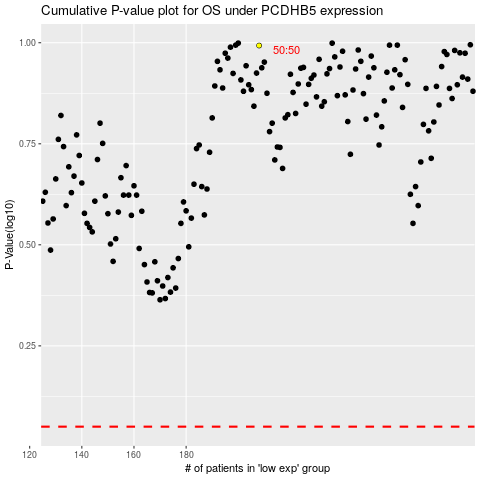 Cumulative P-value plot for OS under PCDHB5 expression
1.00
50:50
0.75
0.50
0.25
P-Value(log10)
120 140 160 180
# of patients in 'low exp' group